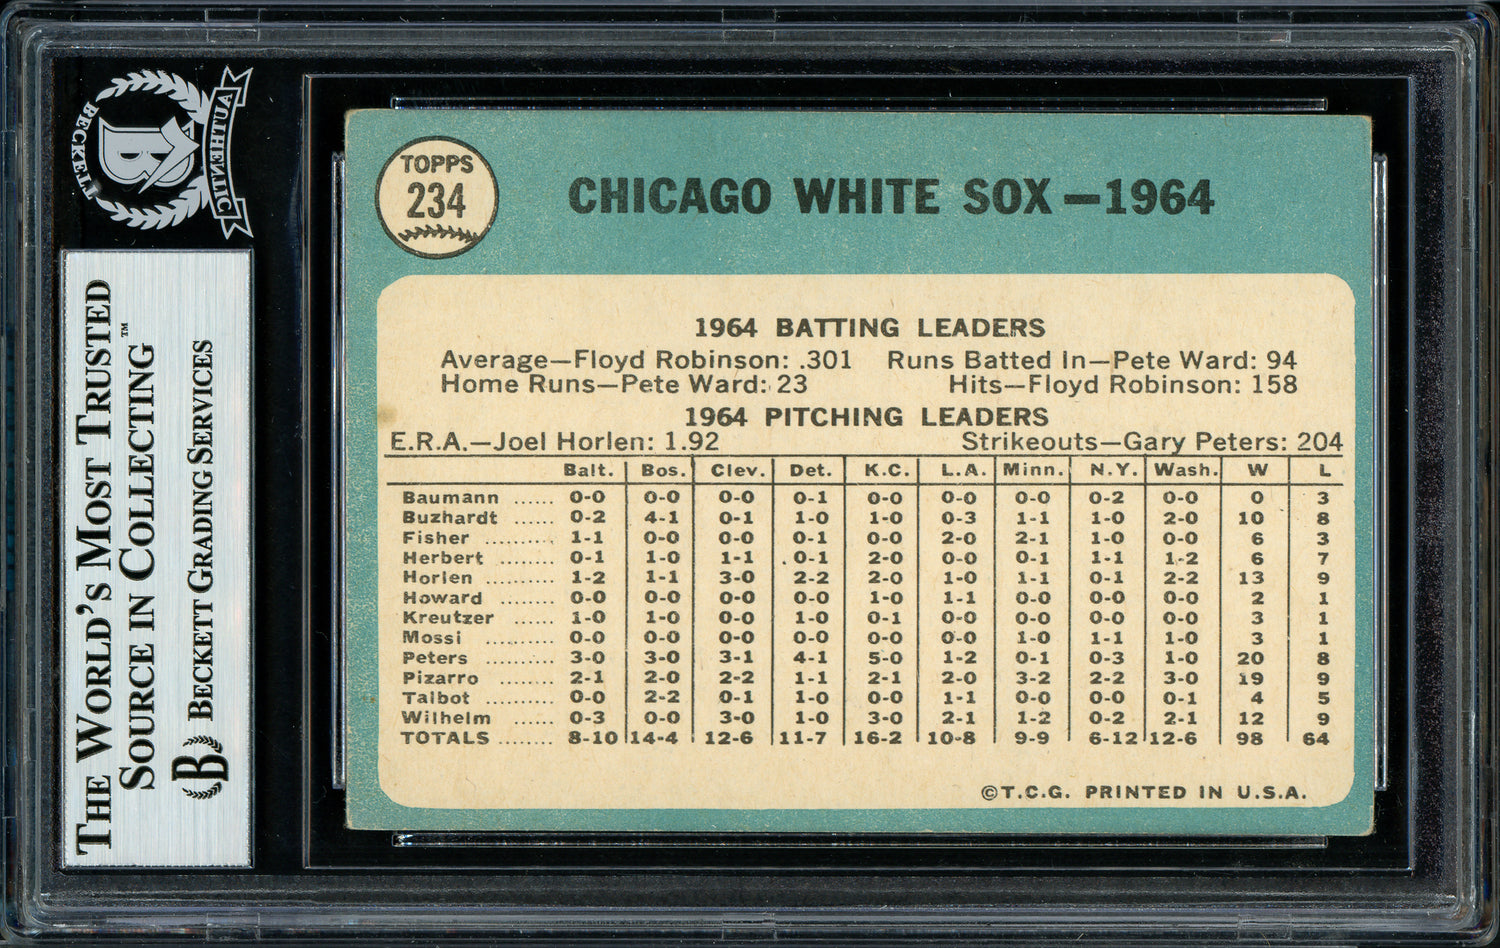 BECKETT
AUTHENTIC
B
THE WORLD'S MOST TRUSTED
SOURCE IN COLLECTING™
B BECKETT GRADING SERVICES
TOPPS
234
CHICAGO WHITE SOX—1964
1964 BATTING LEADERS
Average—Floyd Robinson: .301 Runs Batted In—Pete Ward: 94
Home Runs—Pete Ward: 23 Hits—Floyd Robinson: 158
1964 PITCHING LEADERS
E.R.A.—Joel Horlen: 1.92 Strikeouts—Gary Peters: 204
Balt. Bos. Clev. Det. K.C. L.A. Minn. N.Y. Wash. W L
Baumann ...... 0-0 0-0 0-0 0-1 0-0 0-0 0-0 0-2 0-0 0 3
Buzhardt ...... 0-2 4-1 0-1 1-0 1-0 0-3 1-1 1-0 2-0 10 8
Fisher .......... 1-1 0-0 0-0 0-1 0-0 2-0 2-1 1-0 0-0 6 3
Herbert ........ 0-1 1-0 1-1 0-1 2-0 0-0 0-1 1-1 1-2 6 7
Horlen .......... 1-2 1-1 3-0 2-2 2-0 1-0 1-1 0-1 2-2 13 9
Howard ........ 0-0 0-0 0-0 0-0 1-0 1-1 0-0 0-0 0-0 2 1
Kreutzer ...... 1-0 1-0 0-0 1-0 0-1 0-0 0-0 0-0 0-0 3 1
Mossi .......... 0-0 0-0 0-0 0-0 0-0 0-0 1-0 1-1 1-0 3 1
Peters .......... 3-0 3-0 3-1 4-1 5-0 1-2 0-1 0-3 1-0 20 8
Pizarro ........ 2-1 2-0 2-2 1-1 2-1 2-0 3-2 2-2 3-0 19 9
Talbot .......... 0-0 2-2 0-1 1-0 0-0 1-1 0-0 0-0 0-1 4 5
Wilhelm ...... 0-3 0-0 3-0 1-0 3-0 2-1 1-2 0-2 2-1 12 9
TOTALS ........ 8-10 14-4 12-6 11-7 16-2 10-8 9-9 6-12 12-6 98 64
©T.C.G. PRINTED IN U.S.A.